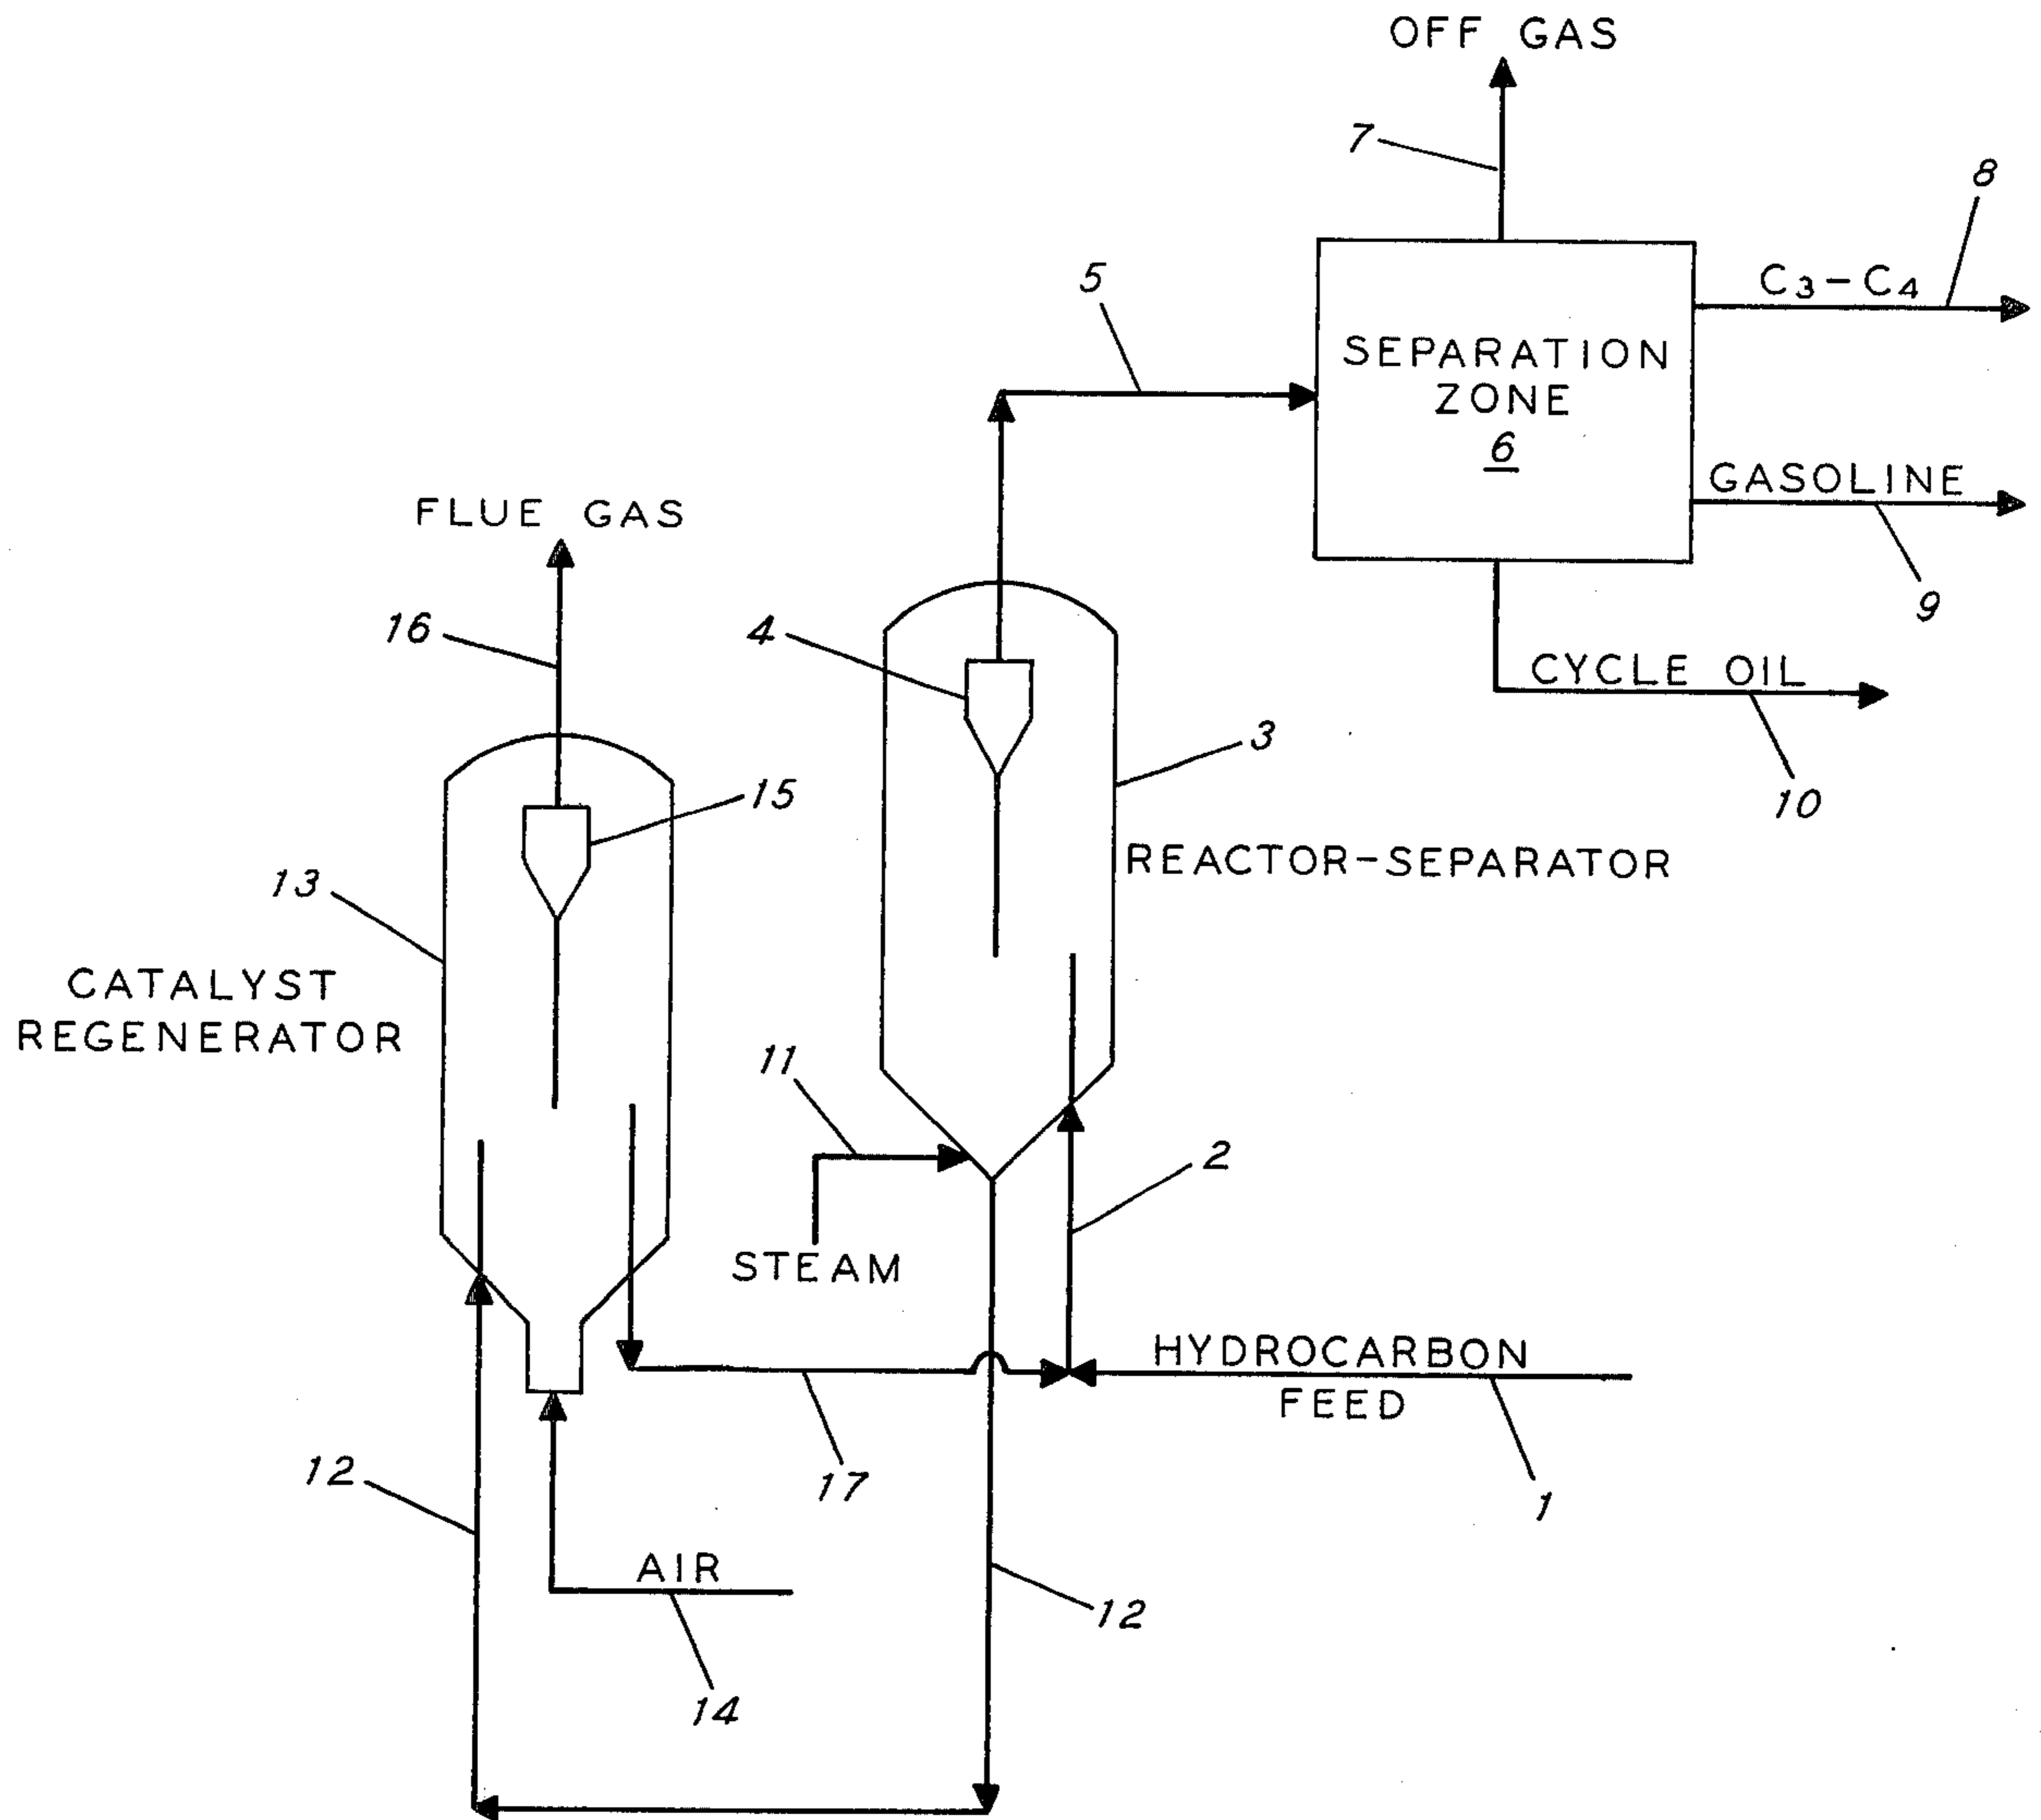 OFF GAS
7
8
C3-C4
5
SEPARATION
ZONE
6
GASOLINE
9
FLUE GAS
16
4
CYCLE OIL
10
3
15
REACTOR-SEPARATOR
13
CATALYST
REGENERATOR
11
2
STEAM
HYDROCARBON
FEED
1
17
12
AIR
12
14